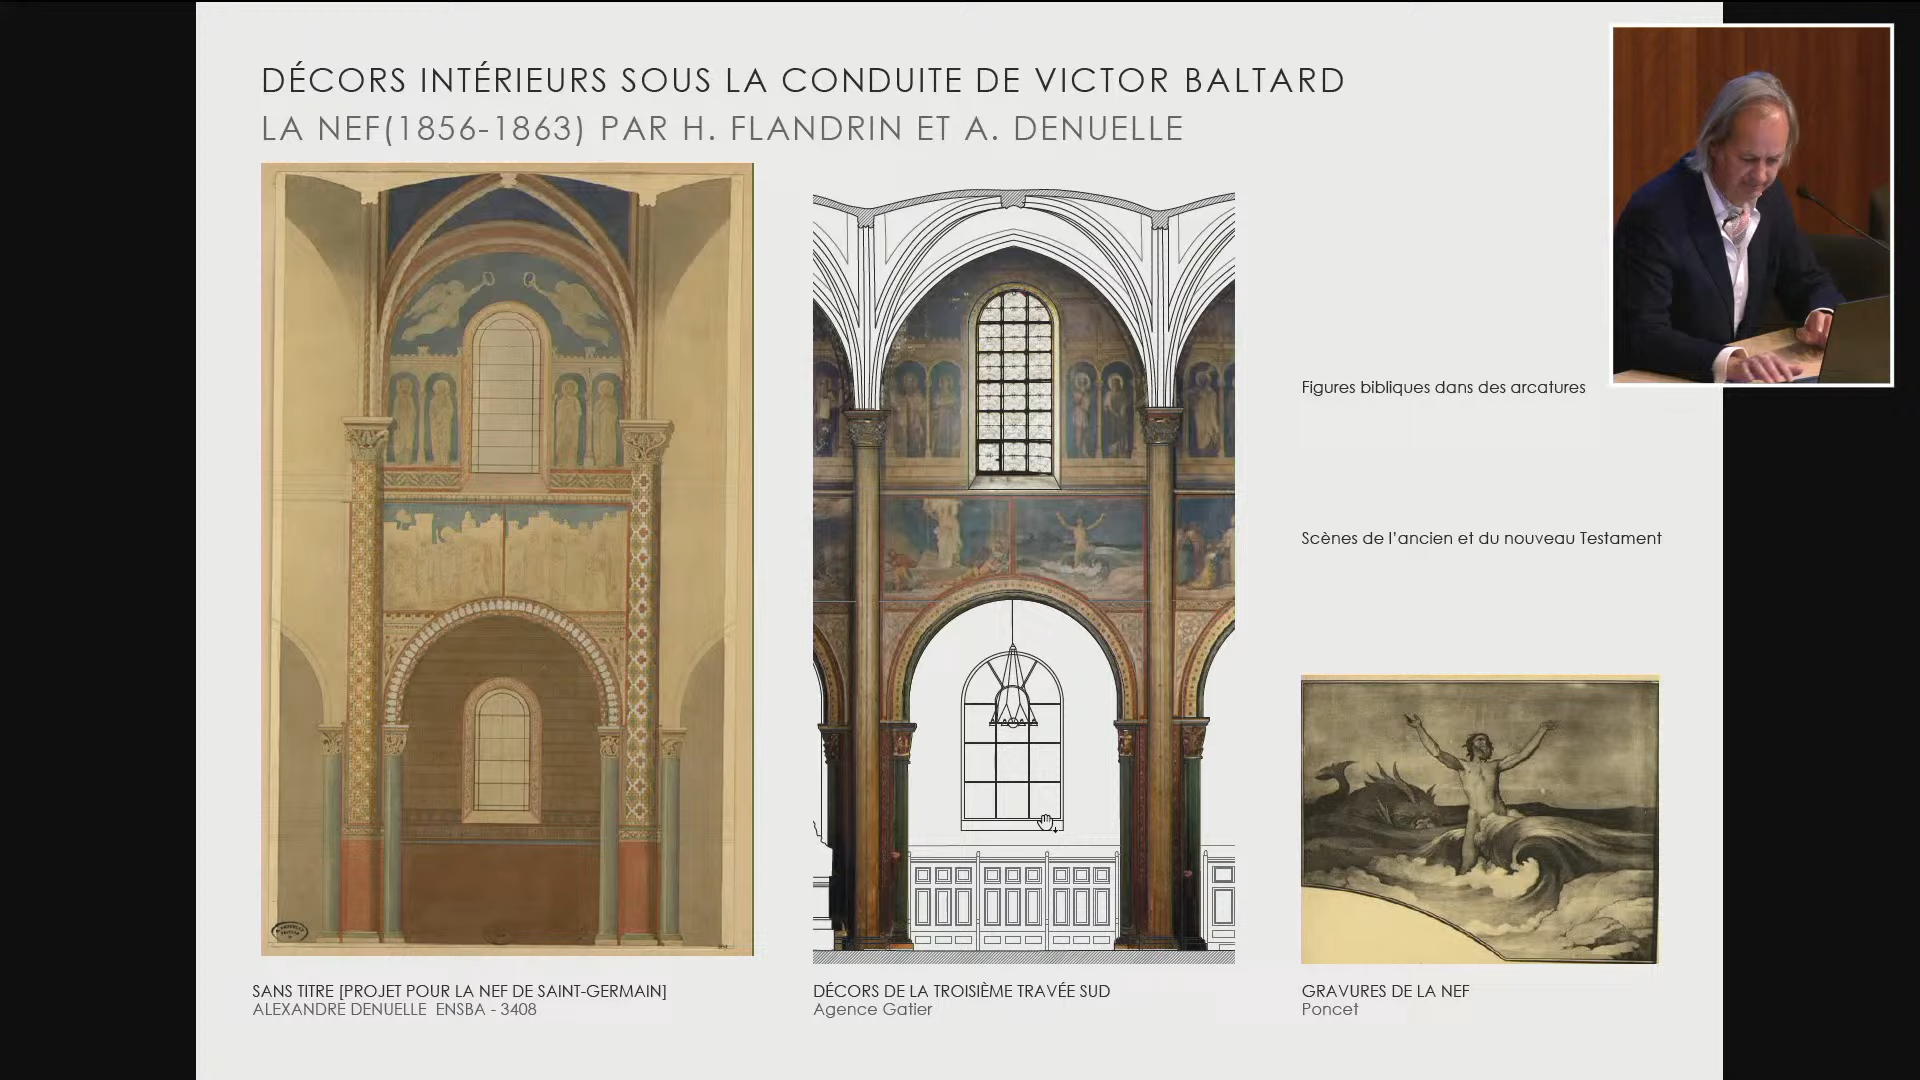 DÉCORS INTÉRIEURS SOUS LA CONDUITE DE VICTOR BALTARD
LA NEF(1856-1863) PAR H. FLANDRIN ET A. DENUELLE
Figures bibliques dans des arcatures
Scènes de l'ancien et du nouveau Testament
SANS TITRE [PROJET POUR LA NEF DE SAINT-GERMAIN]
ALEXANDRE DENUELLE ENSBA - 3408
DÉCORS DE LA TROISIÈME TRAVÉE SUD
Agence Gatier
GRAVURES DE LA NEF
Poncet